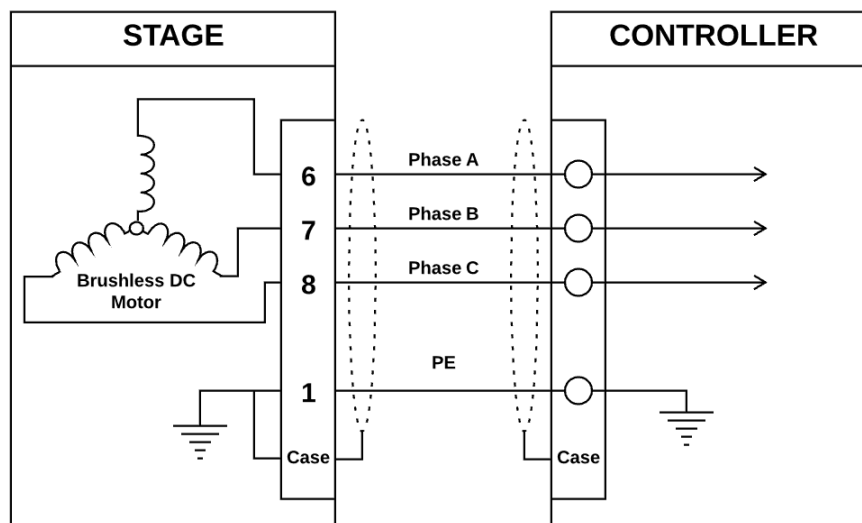 STAGE
CONTROLLER
6
Phase A
7
Phase B
8
Phase C
Brushless DC
Motor
1
PE
Case
Case